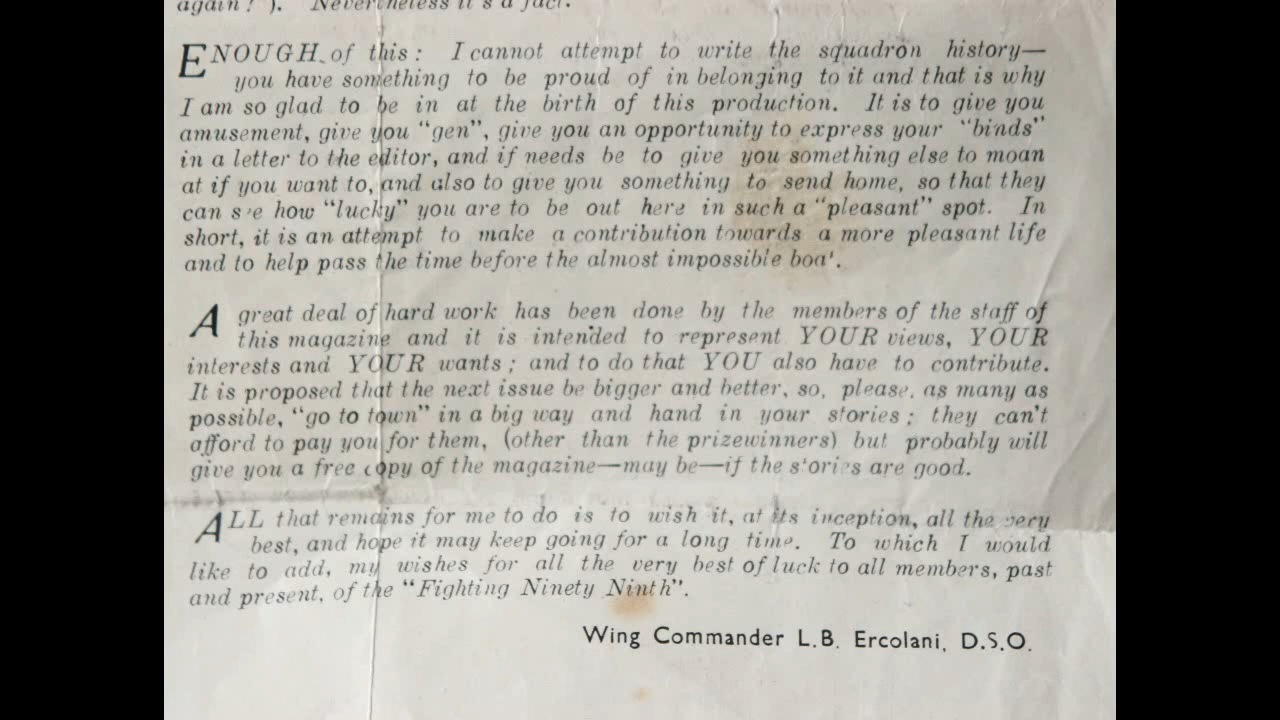 again! "). Nevertheless it's a fact.
ENOUGH of this: I cannot attempt to write the squadron history—
you have something to be proud of in belonging to it and that is why
I am so glad to be in at the birth of this production. It is to give you
amusement, give you "gen", give you an opportunity to express your "binds"
in a letter to the editor, and if needs be to give you something else to moan
at if you want to, and also to give you something to send home, so that they
can see how "lucky" you are to be out here in such a "pleasant" spot. In
short, it is an attempt to make a contribution towards a more pleasant life
and to help pass the time before the almost impossible boat.
A great deal of hard work has been done by the members of the staff of
this magazine and it is intended to represent YOUR views, YOUR
interests and YOUR wants; and to do that YOU also have to contribute.
It is proposed that the next issue be bigger and better, so, please, as many as
possible, "go to town" in a big way and hand in your stories; they can't
afford to pay you for them, (other than the prizewinners) but probably will
give you a free copy of the magazine—may be—if the stories are good.
ALL that remains for me to do is to wish it, at its inception, all the very
best, and hope it may keep going for a long time. To which I would
like to add, my wishes for all the very best of luck to all members, past
and present, of the "Fighting Ninety Ninth".
Wing Commander L.B. Ercolani, D.S.O.